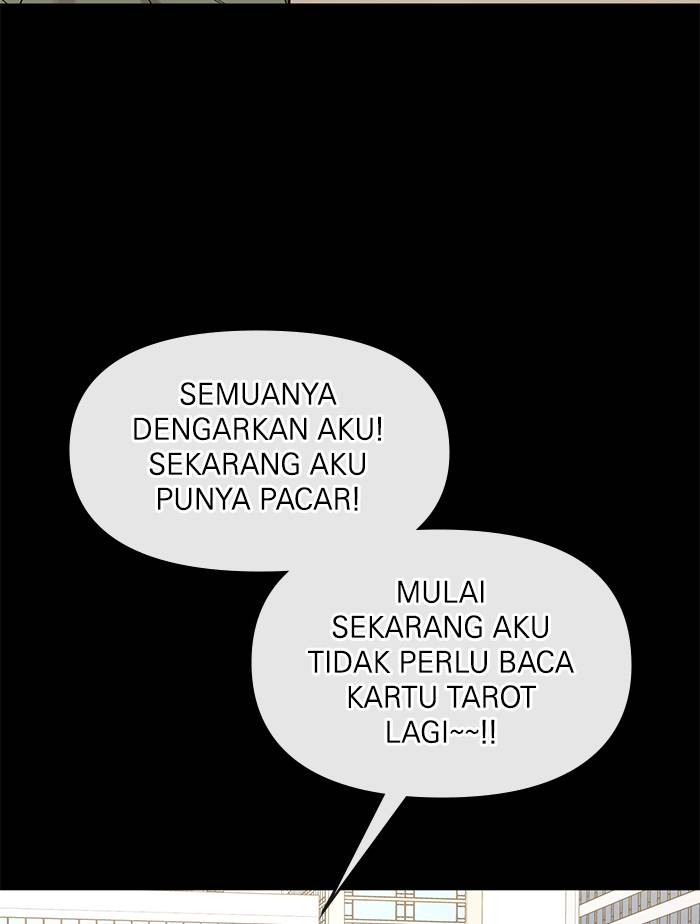 SEMUANYA
DENGARKAN AKU!
SEKARANG AKU
PUNYA PACAR!
MULAI
SEKARANG AKU
TIDAK PERLU BACA
KARTU TAROT
LAGI~~!!